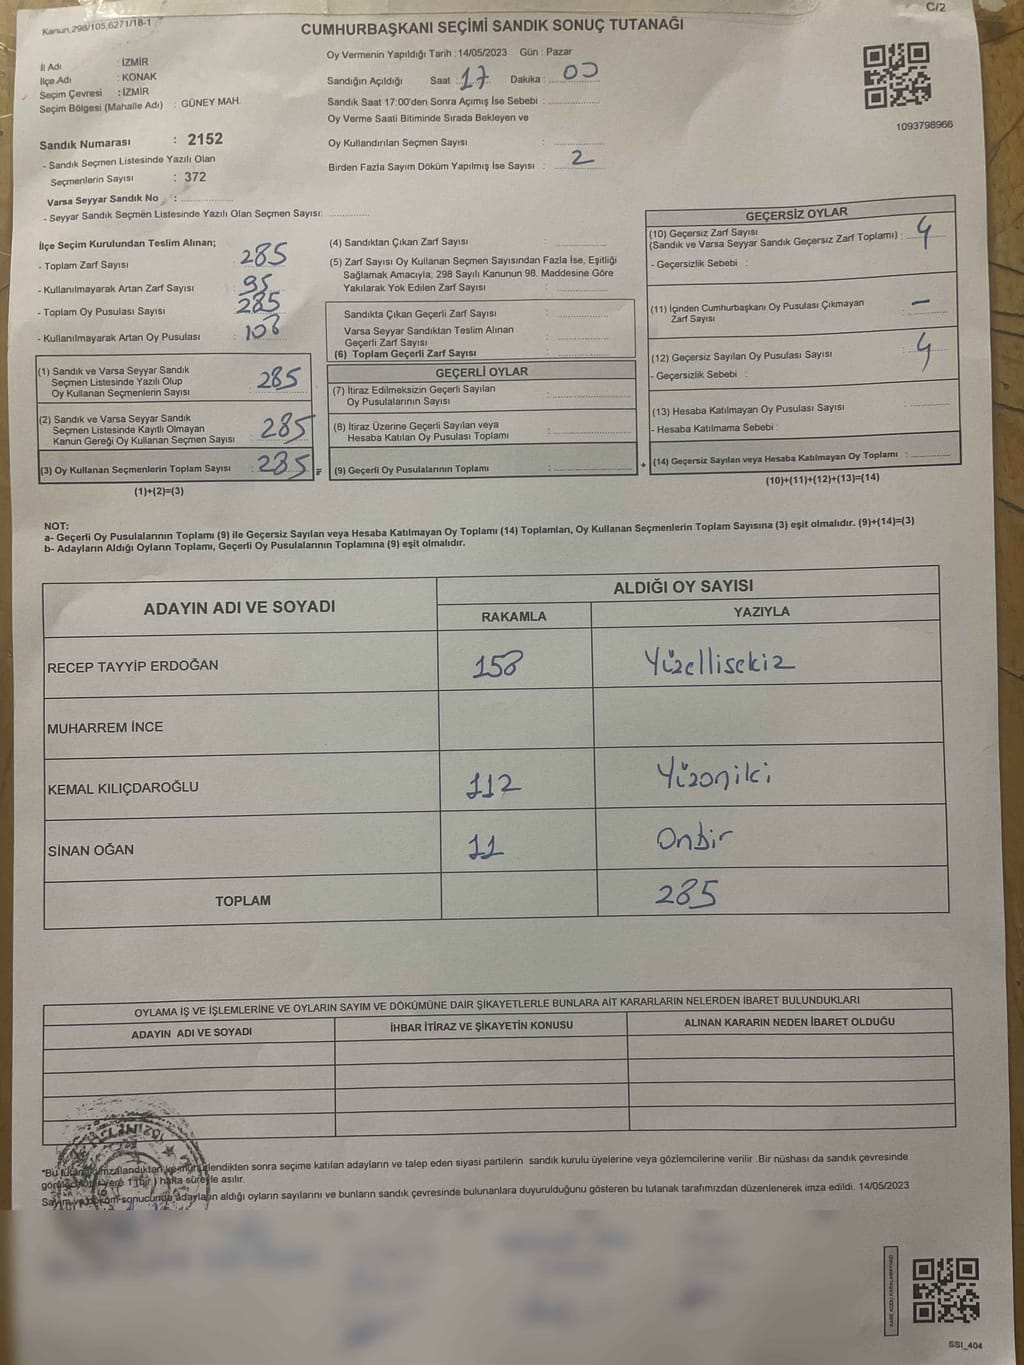 Kanun,298/105,6271/18-1
C/2
CUMHURBAŞKANI SEÇİMİ SANDIK SONUÇ TUTANAĞI
İl Adı : İZMİR
İlçe Adı : KONAK
Seçim Çevresi : İZMİR
Seçim Bölgesi (Mahalle Adı) : GÜNEY MAH.
Sandık Numarası : 2152
- Sandık Seçmen Listesinde Yazılı Olan
Seçmenlerin Sayısı : 372
Varsa Seyyar Sandık No :
- Seyyar Sandık Seçmen Listesinde Yazılı Olan Seçmen Sayısı:
Oy Vermenin Yapıldığı Tarih :14/05/2023 Gün : Pazar
Sandığın Açıldığı Saat : 17 Dakika : 00
Sandık Saat 17:00'den Sonra Açımış İse Sebebi :
Oy Verme Saati Bitiminde Sırada Bekleyen ve
Oy Kullandırılan Seçmen Sayısı :
Birden Fazla Sayım Döküm Yapılmış İse Sayısı : 2
1093798966
İlçe Seçim Kurulundan Teslim Alınan;
- Toplam Zarf Sayısı : 285
- Kullanılmayarak Artan Zarf Sayısı : 95
- Toplam Oy Pusulası Sayısı : 285
- Kullanılmayarak Artan Oy Pusulası : 108
(1) Sandık ve Varsa Seyyar Sandık
Seçmen Listesinde Yazılı Olup
Oy Kullanan Seçmenlerin Sayısı : 285
(2) Sandık ve Varsa Seyyar Sandık
Seçmen Listesinde Kayıtlı Olmayan
Kanun Gereği Oy Kullanan Seçmen Sayısı : 285
(3) Oy Kullanan Seçmenlerin Toplam Sayısı : 285 =
(1)+(2)=(3)
(4) Sandıktan Çıkan Zarf Sayısı :
(5) Zarf Sayısı Oy Kullanan Seçmen Sayısından Fazla İse, Eşitliği
Sağlamak Amacıyla; 298 Sayılı Kanunun 98. Maddesine Göre
Yakılarak Yok Edilen Zarf Sayısı :
Sandıkta Çıkan Geçerli Zarf Sayısı :
Varsa Seyyar Sandıktan Teslim Alınan
Geçerli Zarf Sayısı :
(6) Toplam Geçerli Zarf Sayısı :
GEÇERLİ OYLAR
(7) İtiraz Edilmeksizin Geçerli Sayılan
Oy Pusulalarının Sayısı :
(8) İtiraz Üzerine Geçerli Sayılan veya
Hesaba Katılan Oy Pusulası Toplamı :
(9) Geçerli Oy Pusulalarının Toplamı : +
GEÇERSİZ OYLAR
(10) Geçersiz Zarf Sayısı
(Sandık ve Varsa Seyyar Sandık Geçersiz Zarf Toplamı) : 4
- Geçersizlik Sebebi :
(11) İçinden Cumhurbaşkanı Oy Pusulası Çıkmayan
Zarf Sayısı : -
(12) Geçersiz Sayılan Oy Pusulası Sayısı : 4
- Geçersizlik Sebebi :
(13) Hesaba Katılmayan Oy Pusulası Sayısı :
- Hesaba Katılmama Sebebi :
(14) Geçersiz Sayılan veya Hesaba Katılmayan Oy Toplamı :
(10)+(11)+(12)+(13)=(14)
NOT:
a- Geçerli Oy Pusulalarının Toplamı (9) ile Geçersiz Sayılan veya Hesaba Katılmayan Oy Toplamı (14) Toplamları, Oy Kullanan Seçmenlerin Toplam Sayısına (3) eşit olmalıdır. (9)+(14)=(3)
b- Adayların Aldığı Oyların Toplamı, Geçerli Oy Pusulalarının Toplamına (9) eşit olmalıdır.
ADAYIN ADI VE SOYADI
ALDIĞI OY SAYISI
RAKAMLA YAZIYLA
RECEP TAYYİP ERDOĞAN 158 Yüzellisekiz
MUHARREM İNCE
KEMAL KILIÇDAROĞLU 112 Yüzoniki
SİNAN OĞAN 11 Onbir
TOPLAM 285
OYLAMA İŞ VE İŞLEMLERİNE VE OYLARIN SAYIM VE DÖKÜMÜNE DAİR ŞİKAYETLERLE BUNLARA AİT KARARLARIN NELERDEN İBARET BULUNDUKLARI
ADAYIN ADI VE SOYADI İHBAR İTİRAZ VE ŞİKAYETİN KONUSU ALINAN KARARIN NEDEN İBARET OLDUĞU
"Bu tutanak imzalandıktan ve mühürlendikten sonra seçime katılan adayların ve talep eden siyasi partilerin sandık kurulu üyelerine veya gözlemcilerine verilir .Bir nüshası da sandık çevresinde
yere 1 (bir) hafta süreyle asılır.
Sayım ve döküm sonucunda adayların aldığı oyların sayılarını ve bunların sandık çevresinde bulunanlara duyurulduğunu gösteren bu tutanak tarafımızdan düzenlenerek imza edildi. 14/05/2023
KARE KODU KARALAMAYINIZ!
SSI_404